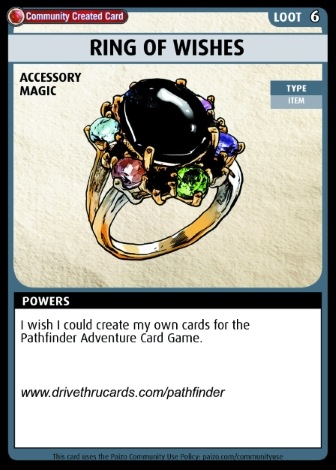 Community Created Card
LOOT 6
RING OF WISHES
ACCESSORY
MAGIC
TYPE
ITEM
POWERS
I wish I could create my own cards for the
Pathfinder Adventure Card Game.
www.drivethrucards.com/pathfinder
This card uses the Paizo Community Use Policy: paizo.com/communityuse